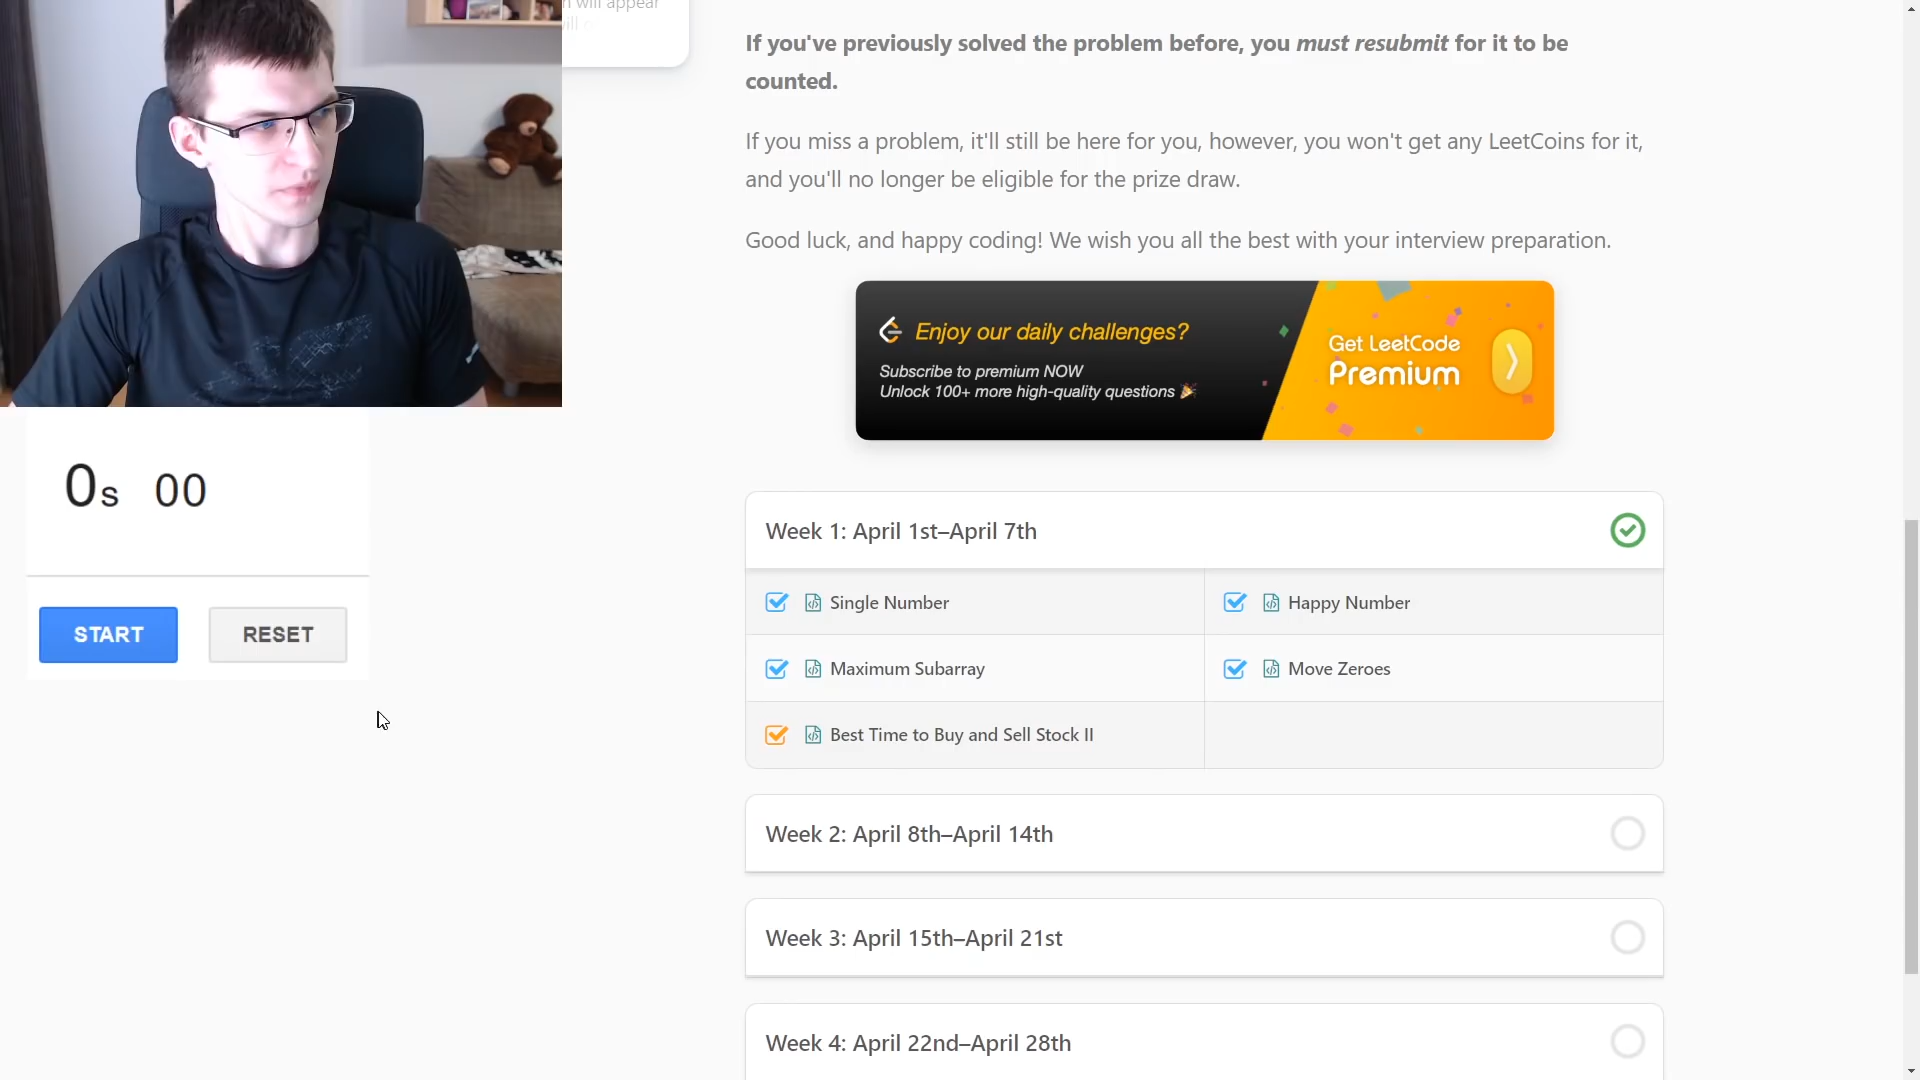 will appear
If you've previously solved the problem before, you must resubmit for it to be
counted.
If you miss a problem, it'll still be here for you, however, you won't get any LeetCoins for it,
and you'll no longer be eligible for the prize draw.
Good luck, and happy coding! We wish you all the best with your interview preparation.
Enjoy our daily challenges?
Subscribe to premium NOW
Unlock 100+ more high-quality questions 🎉
Get LeetCode
Premium
0s 00
START RESET
Week 1: April 1st–April 7th
Single Number
Happy Number
Maximum Subarray
Move Zeroes
Best Time to Buy and Sell Stock II
Week 2: April 8th–April 14th
Week 3: April 15th–April 21st
Week 4: April 22nd–April 28th